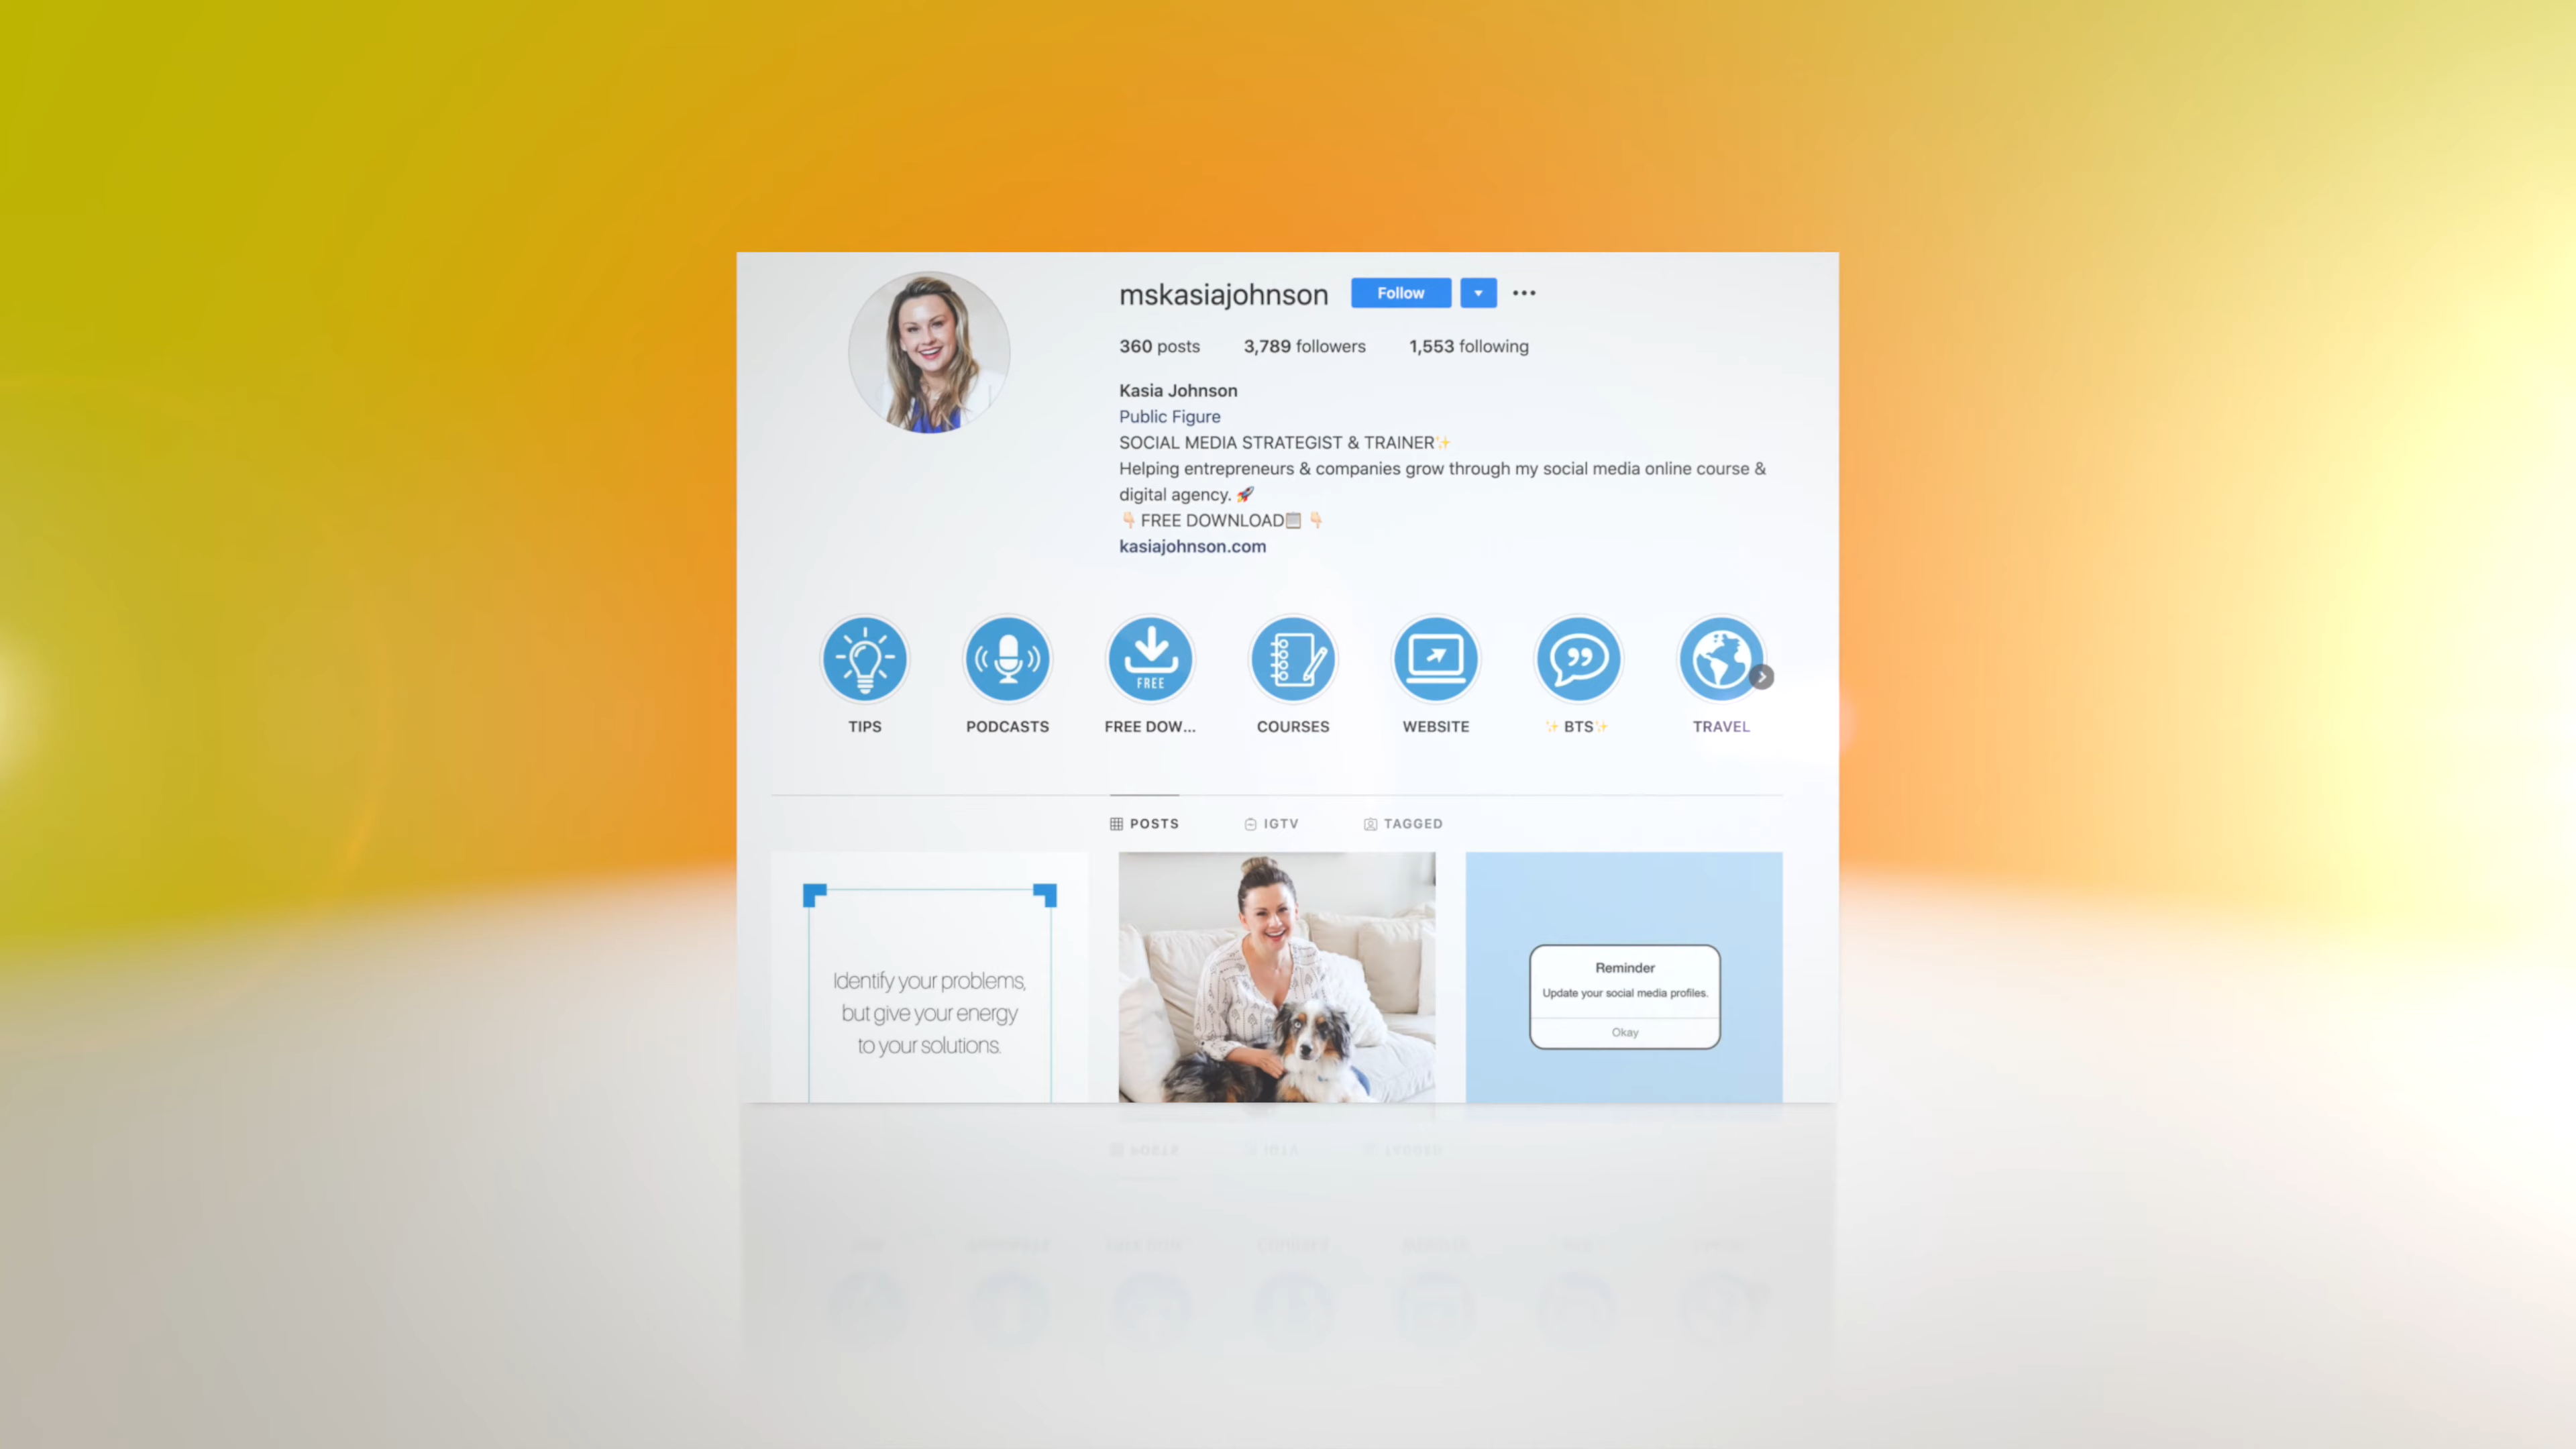 mskasiajohnson Follow
360 posts 3,789 followers 1,553 following
Kasia Johnson
Public Figure
SOCIAL MEDIA STRATEGIST & TRAINER✨
Helping entrepreneurs & companies grow through my social media online course &
digital agency. 🚀
👇🏻 FREE DOWNLOAD📋 👇🏻
kasiajohnson.com
FREE
TIPS PODCASTS FREE DOW... COURSES WEBSITE ✨ BTS✨ TRAVEL
POSTS IGTV TAGGED
Identify your problems,
but give your energy
to your solutions.
Reminder
Update your social media profiles.
Okay